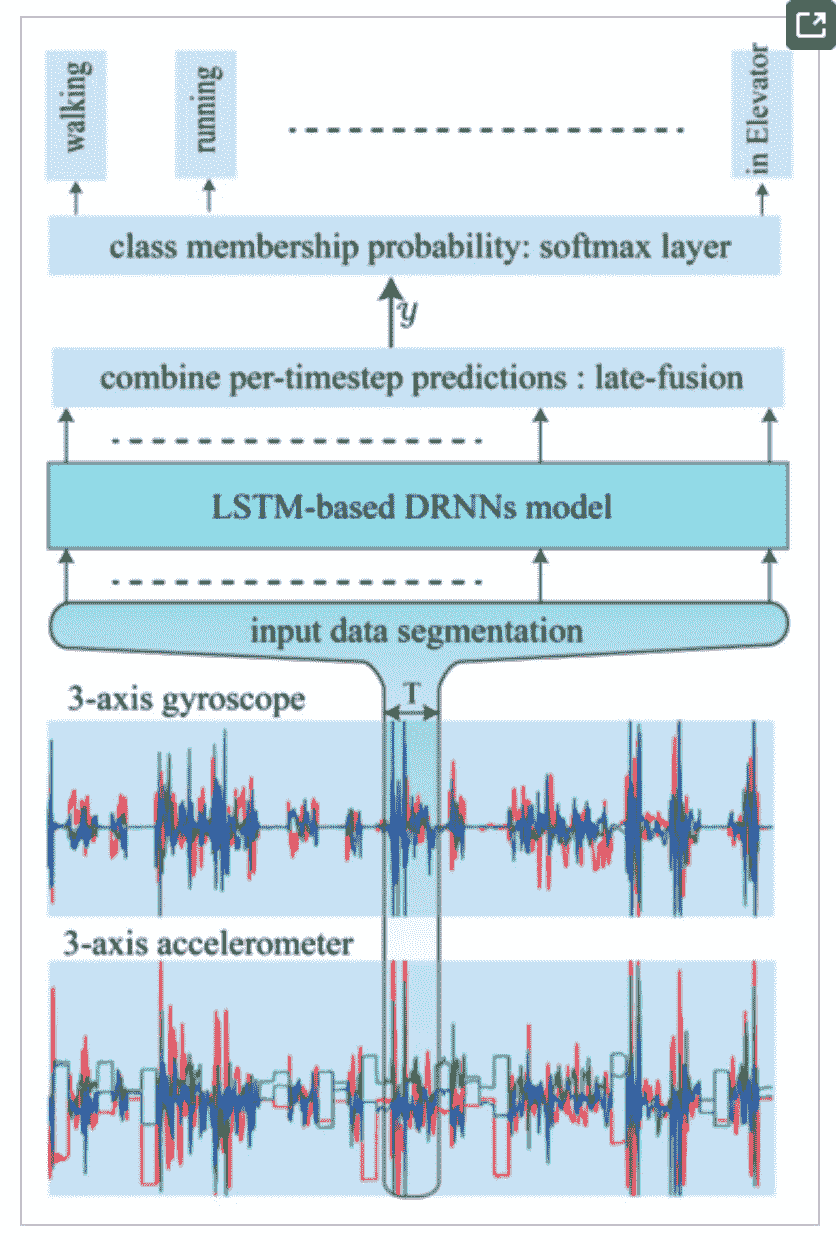 walking
running
in Elevator
class membership probability: softmax layer
y
combine per-timestep predictions : late-fusion
LSTM-based DRNNs model
input data segmentation
T
3-axis gyroscope
3-axis accelerometer